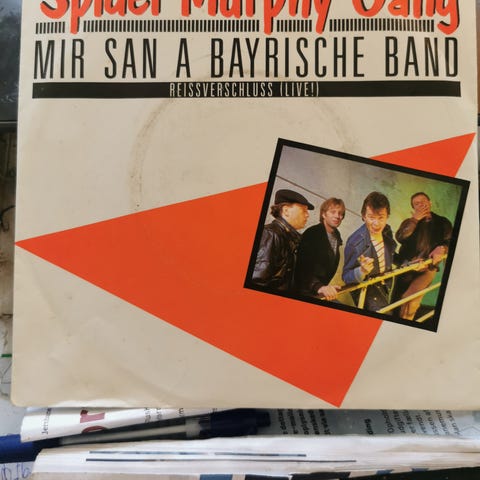 Spider Murphy Gang
MIR SAN A BAYRISCHE BAND
REISSVERSCHLUSS (LIVE!)